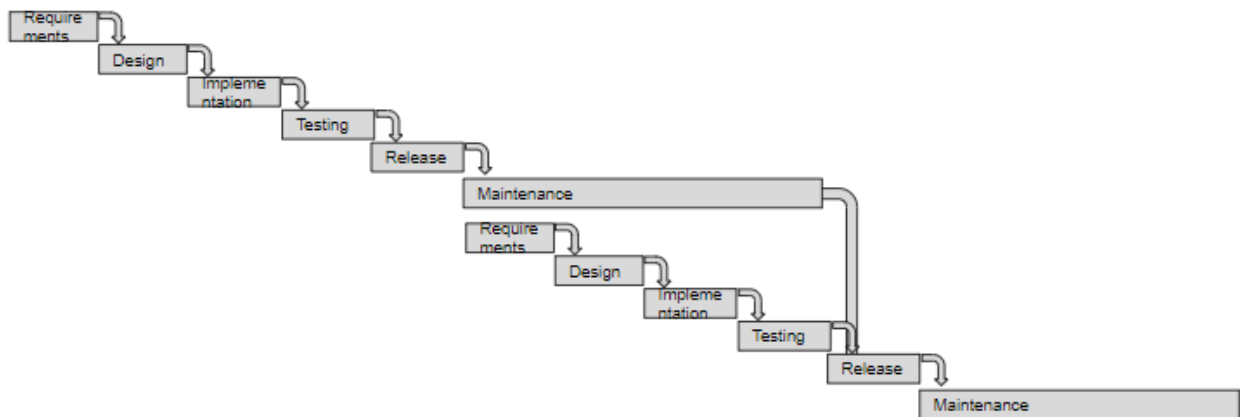 Require
ments
Design
Impleme
ntation
Testing
Release
Maintenance
Require
ments
Design
Impleme
ntation
Testing
Release
Maintenance